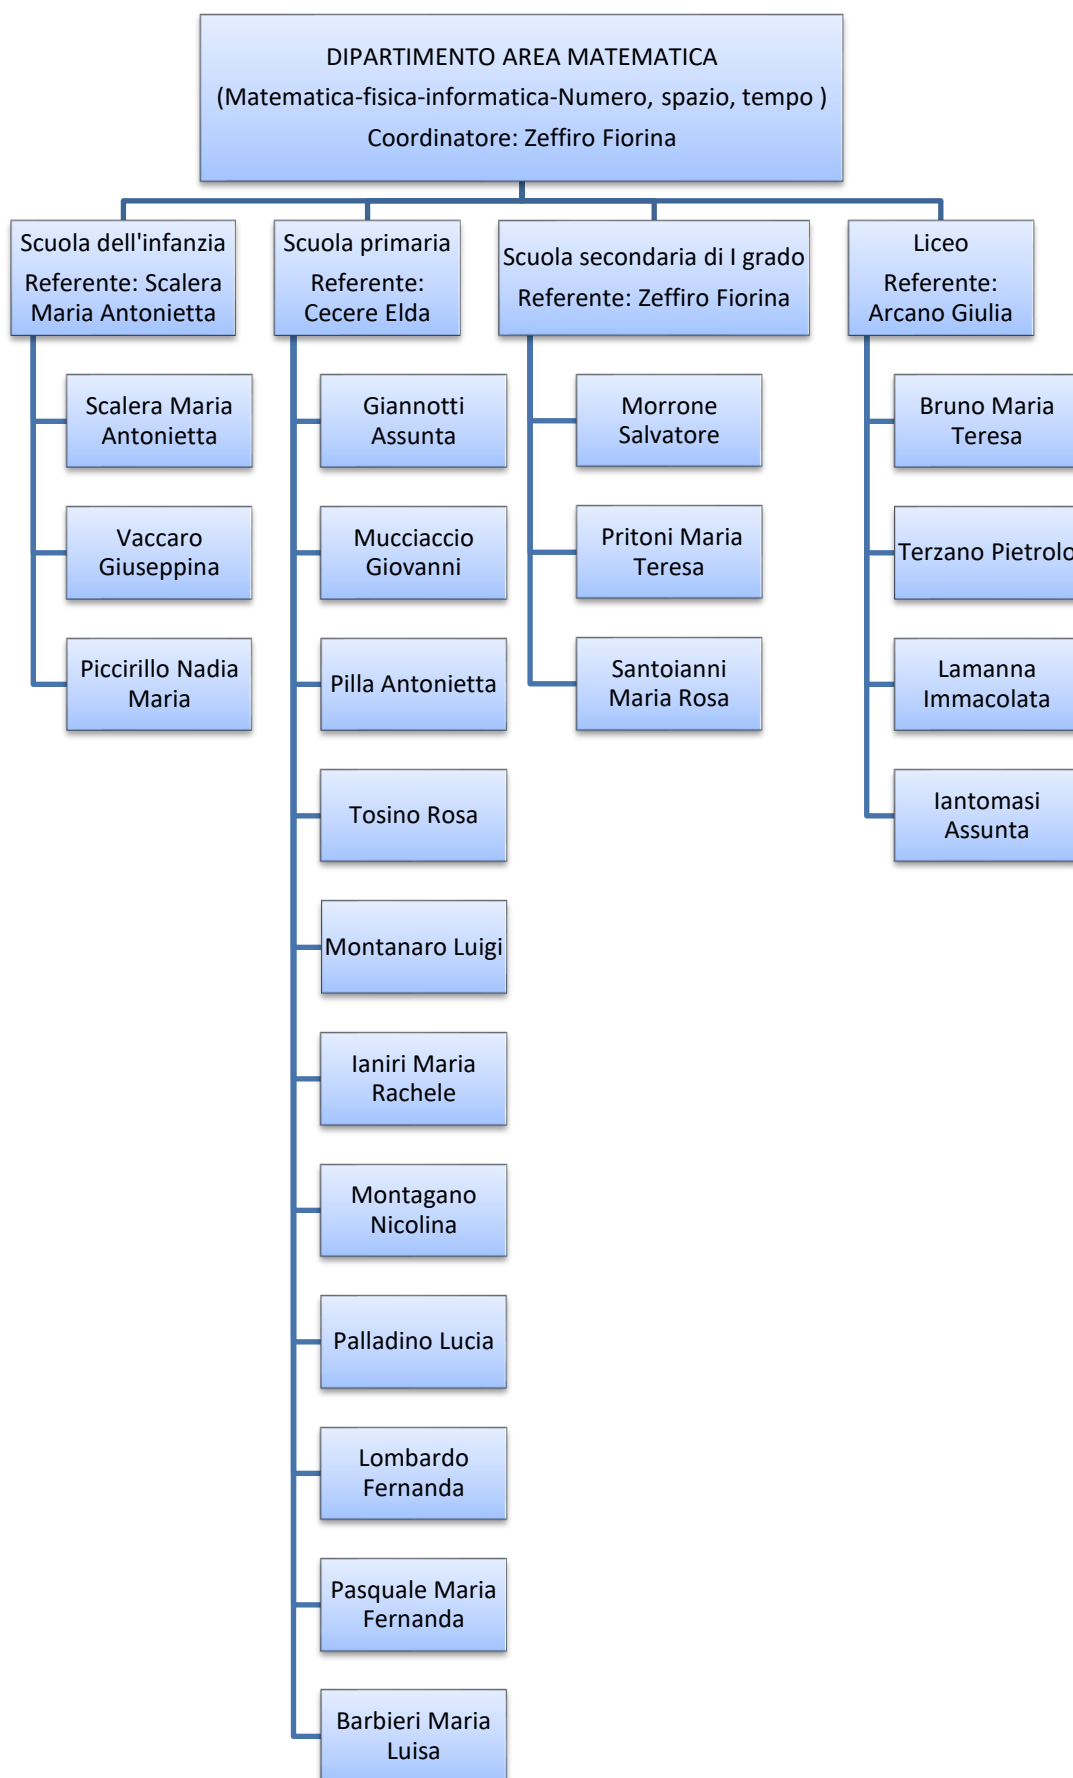 DIPARTIMENTO AREA MATEMATICA
(Matematica-fisica-informatica-Numero, spazio, tempo )
Coordinatore: Zeffiro Fiorina
Scuola dell'infanzia
Referente: Scalera
Maria Antonietta
Scalera Maria
Antonietta
Vaccaro
Giuseppina
Piccirillo Nadia
Maria
Scuola primaria
Referente:
Cecere Elda
Giannotti
Assunta
Mucciaccio
Giovanni
Pilla Antonietta
Tosino Rosa
Montanaro Luigi
Ianiri Maria
Rachele
Montagano
Nicolina
Palladino Lucia
Lombardo
Fernanda
Pasquale Maria
Fernanda
Barbieri Maria
Luisa
Scuola secondaria di I grado
Referente: Zeffiro Fiorina
Morrone
Salvatore
Pritoni Maria
Teresa
Santoianni
Maria Rosa
Liceo
Referente:
Arcano Giulia
Bruno Maria
Teresa
Terzano Pietrolo
Lamanna
Immacolata
Iantomasi
Assunta